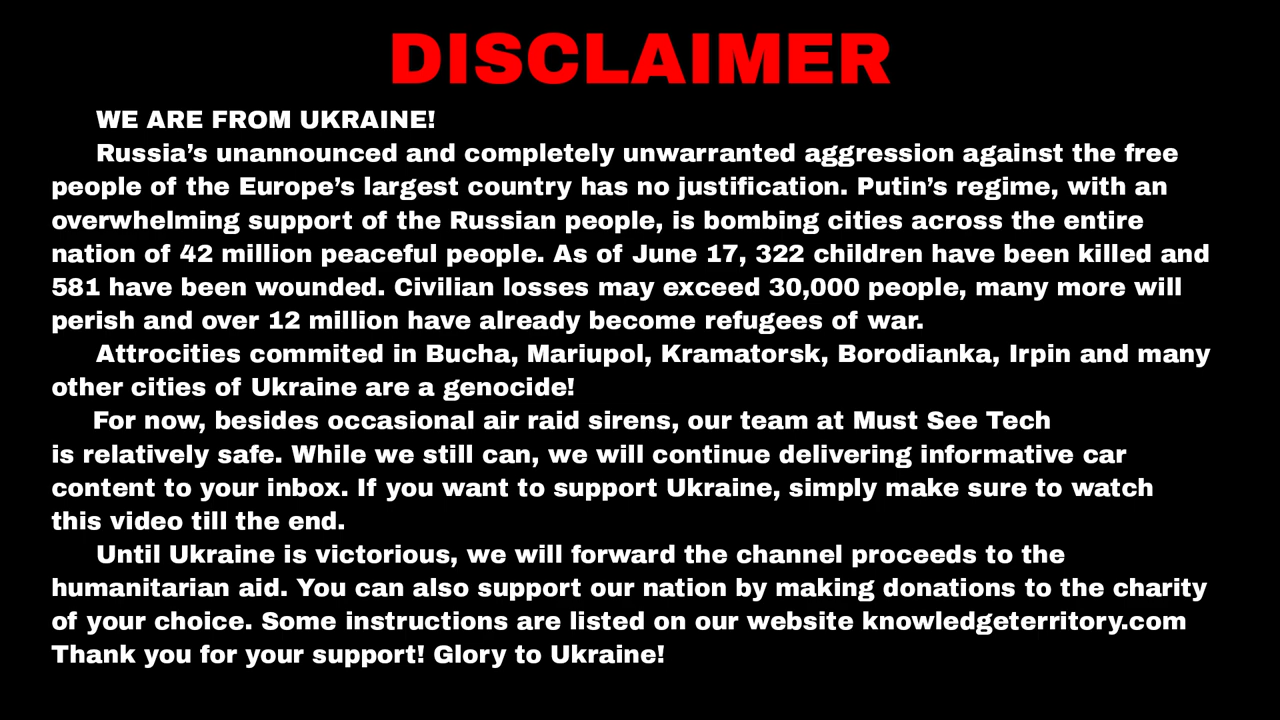 DISCLAIMER
WE ARE FROM UKRAINE!
Russia’s unannounced and completely unwarranted aggression against the free
people of the Europe’s largest country has no justification. Putin’s regime, with an
overwhelming support of the Russian people, is bombing cities across the entire
nation of 42 million peaceful people. As of June 17, 322 children have been killed and
581 have been wounded. Civilian losses may exceed 30,000 people, many more will
perish and over 12 million have already become refugees of war.
Attrocities commited in Bucha, Mariupol, Kramatorsk, Borodianka, Irpin and many
other cities of Ukraine are a genocide!
For now, besides occasional air raid sirens, our team at Must See Tech
is relatively safe. While we still can, we will continue delivering informative car
content to your inbox. If you want to support Ukraine, simply make sure to watch
this video till the end.
Until Ukraine is victorious, we will forward the channel proceeds to the
humanitarian aid. You can also support our nation by making donations to the charity
of your choice. Some instructions are listed on our website knowledgeterritory.com
Thank you for your support! Glory to Ukraine!